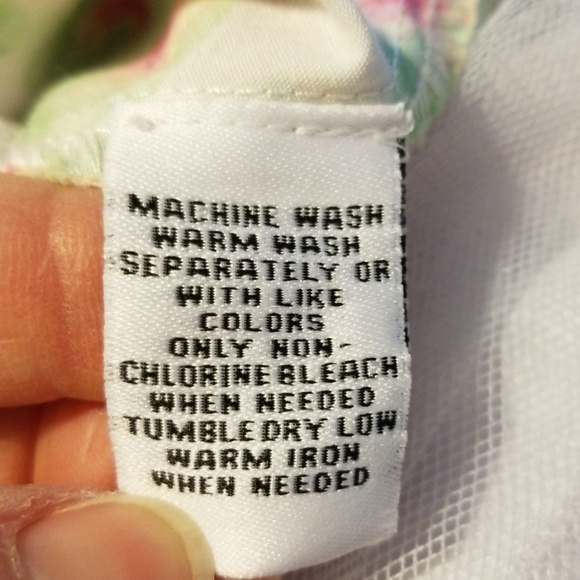 MACHINE WASH
WARM WASH
SEPARATELY OR
WITH LIKE
COLORS
ONLY NON-
CHLORINE BLEACH
WHEN NEEDED
TUMBLE DRY LOW
WARM IRON
WHEN NEEDED